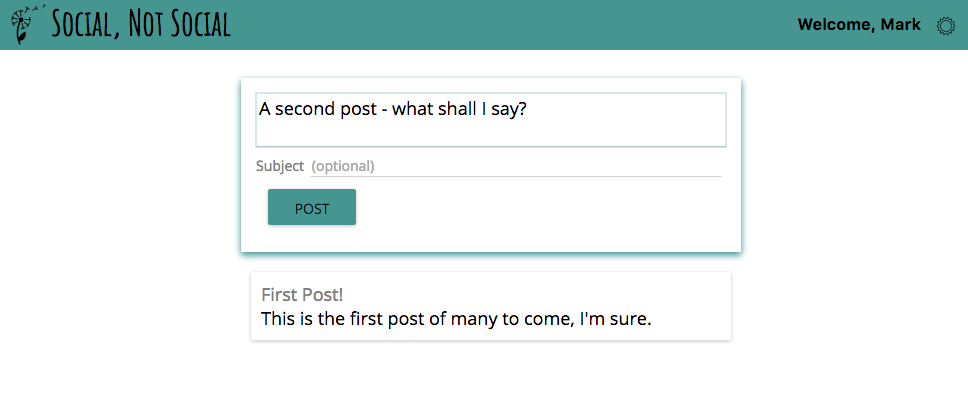 Social, Not Social
Welcome, Mark
A second post - what shall I say?
Subject (optional)
POST
First Post!
This is the first post of many to come, I'm sure.